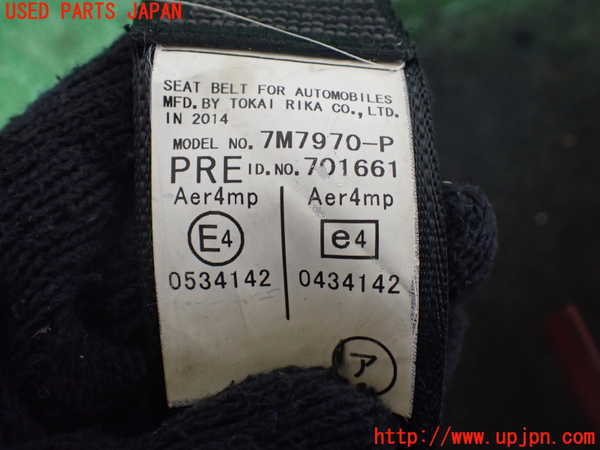 USED PARTS JAPAN
SEAT BELT FOR AUTOMOBILES
MFD. BY TOKAI RIKA CO., LTD.
IN 2014
MODEL NO. 7M7970-P
PRE ID.NO. 701661
Aer4mp Aer4mp
E4 e4
0534142 0434142
ア
http://www.upjpn.com